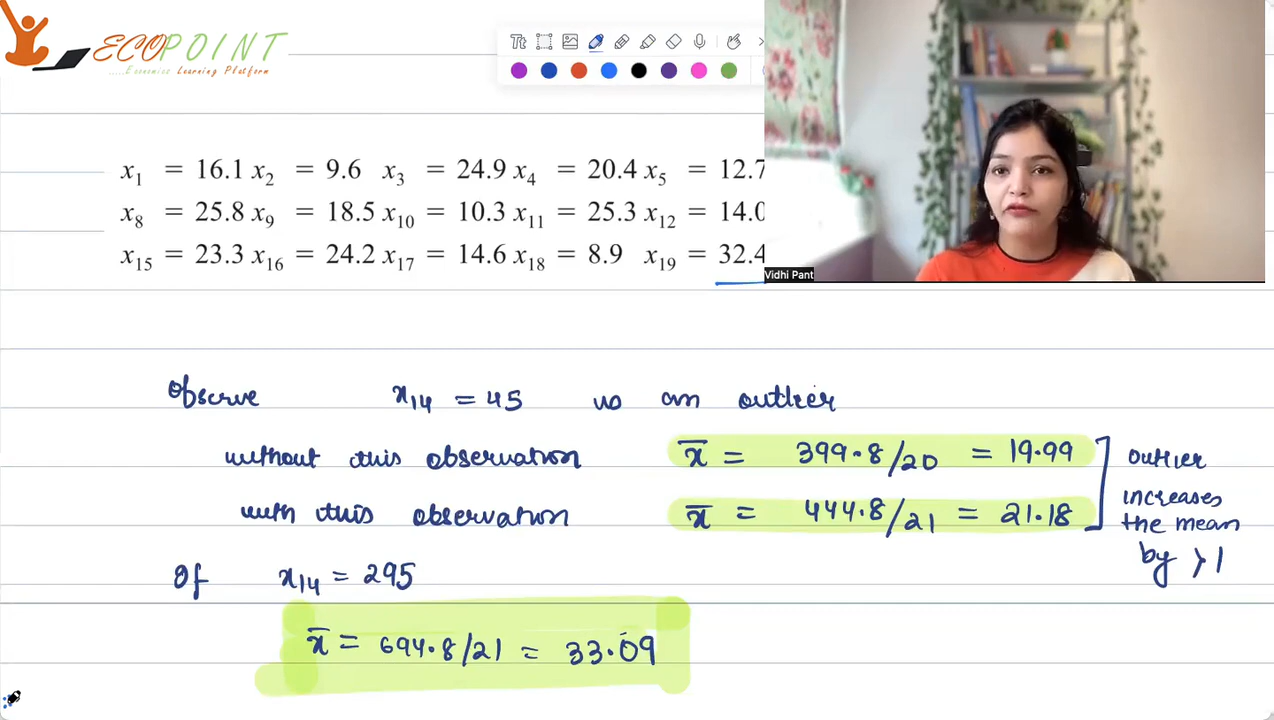 ECOPOINT
.....Economics Learning Platform
Tt
x1 = 16.1 x2 = 9.6 x3 = 24.9 x4 = 20.4 x5 = 12.7
x8 = 25.8 x9 = 18.5 x10 = 10.3 x11 = 25.3 x12 = 14.0
x15 = 23.3 x16 = 24.2 x17 = 14.6 x18 = 8.9 x19 = 32.4
Vidhi Pant
Observe x14 = 45 is an outlier
without this observation x̄ = 399.8/20 = 19.99
with this observation x̄ = 444.8/21 = 21.18
outlier
increases
the mean
by >1
If x14 = 295
x̄ = 694.8/21 = 33.09